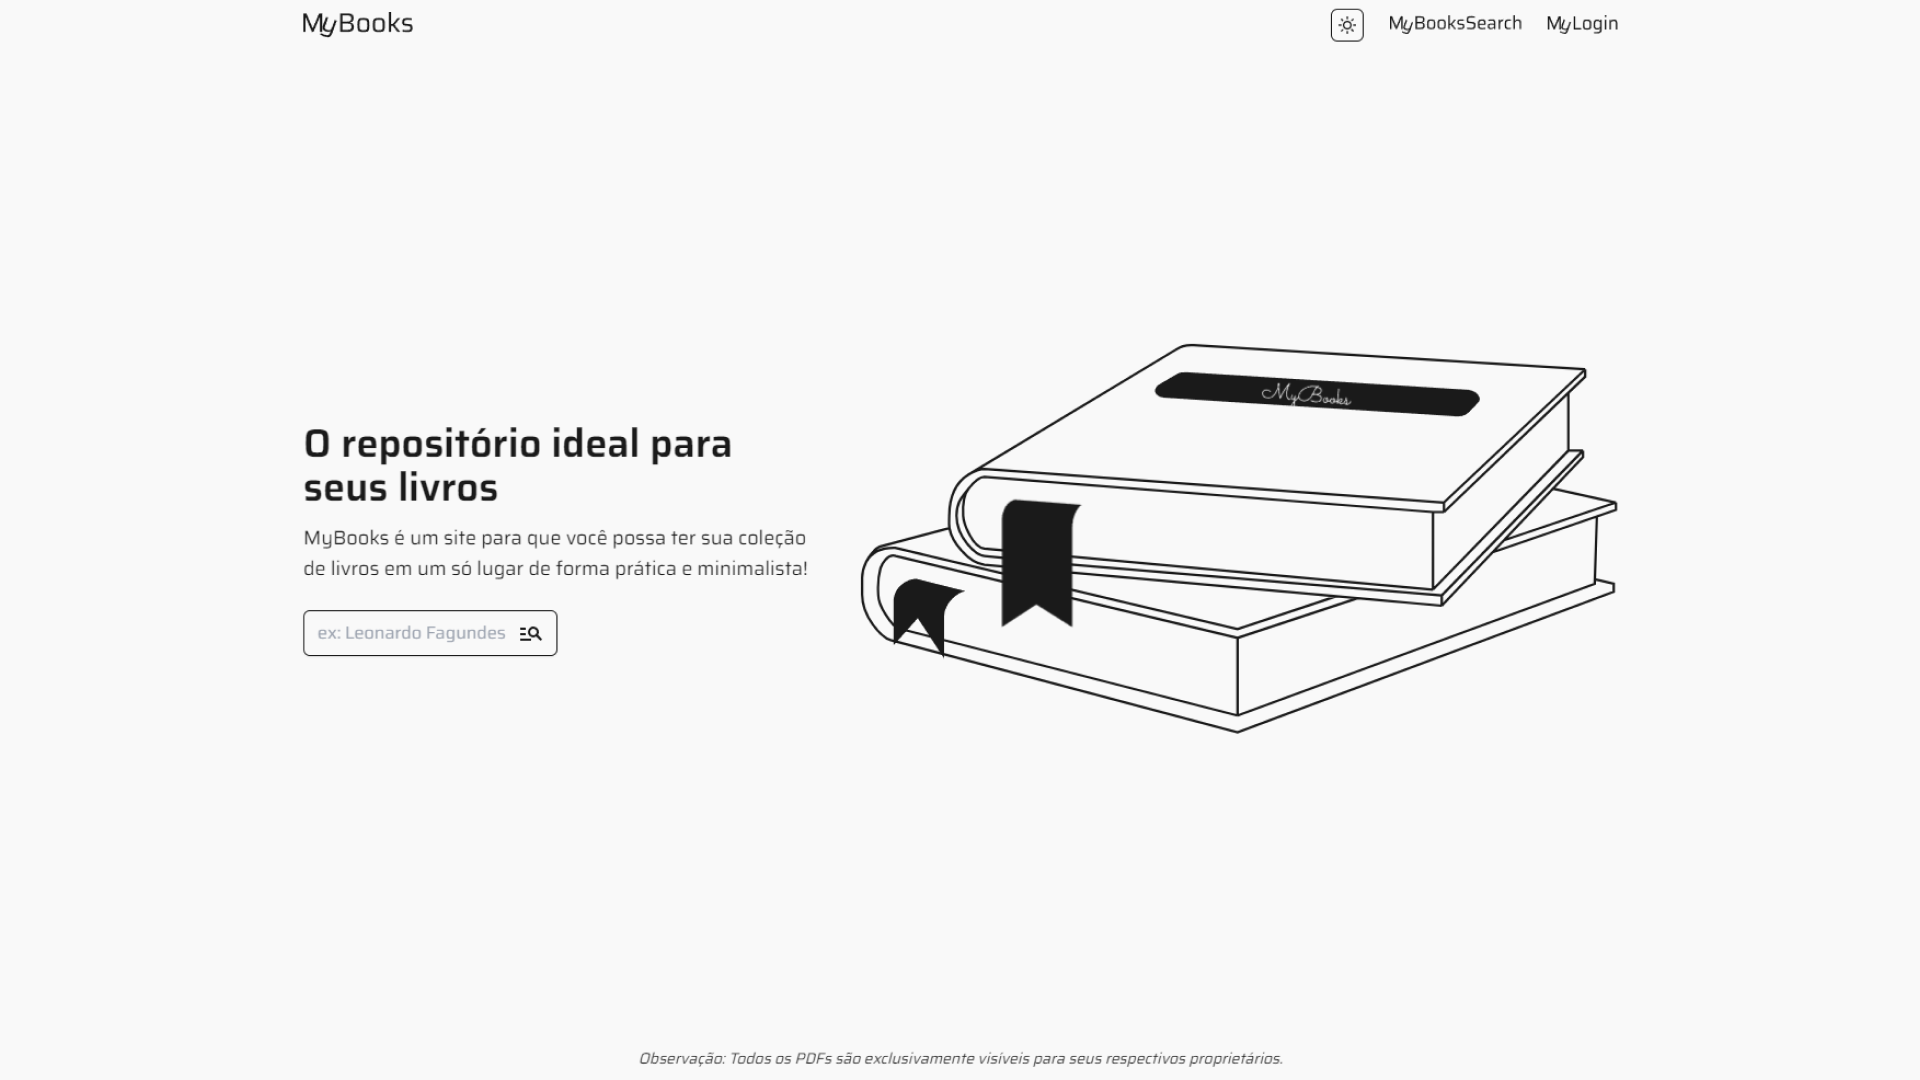 MyBooks
MyBooksSearch
MyLogin
MyBooks
O repositório ideal para
seus livros
MyBooks é um site para que você possa ter sua coleção
de livros em um só lugar de forma prática e minimalista!
ex: Leonardo Fagundes
Observação: Todos os PDFs são exclusivamente visíveis para seus respectivos proprietários.